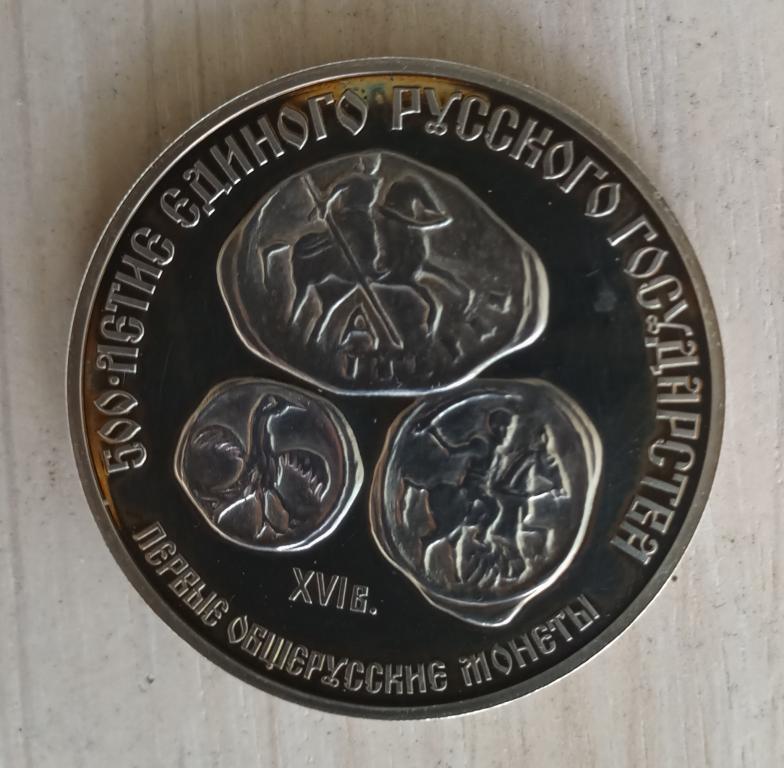 500-ЛЕТИЕ ЕДИНОГО РУССКОГО ГОСУДАРСТВА
XVI в.
ПЕРВЫЕ ОБЩЕРУССКИЕ МОНЕТЫ